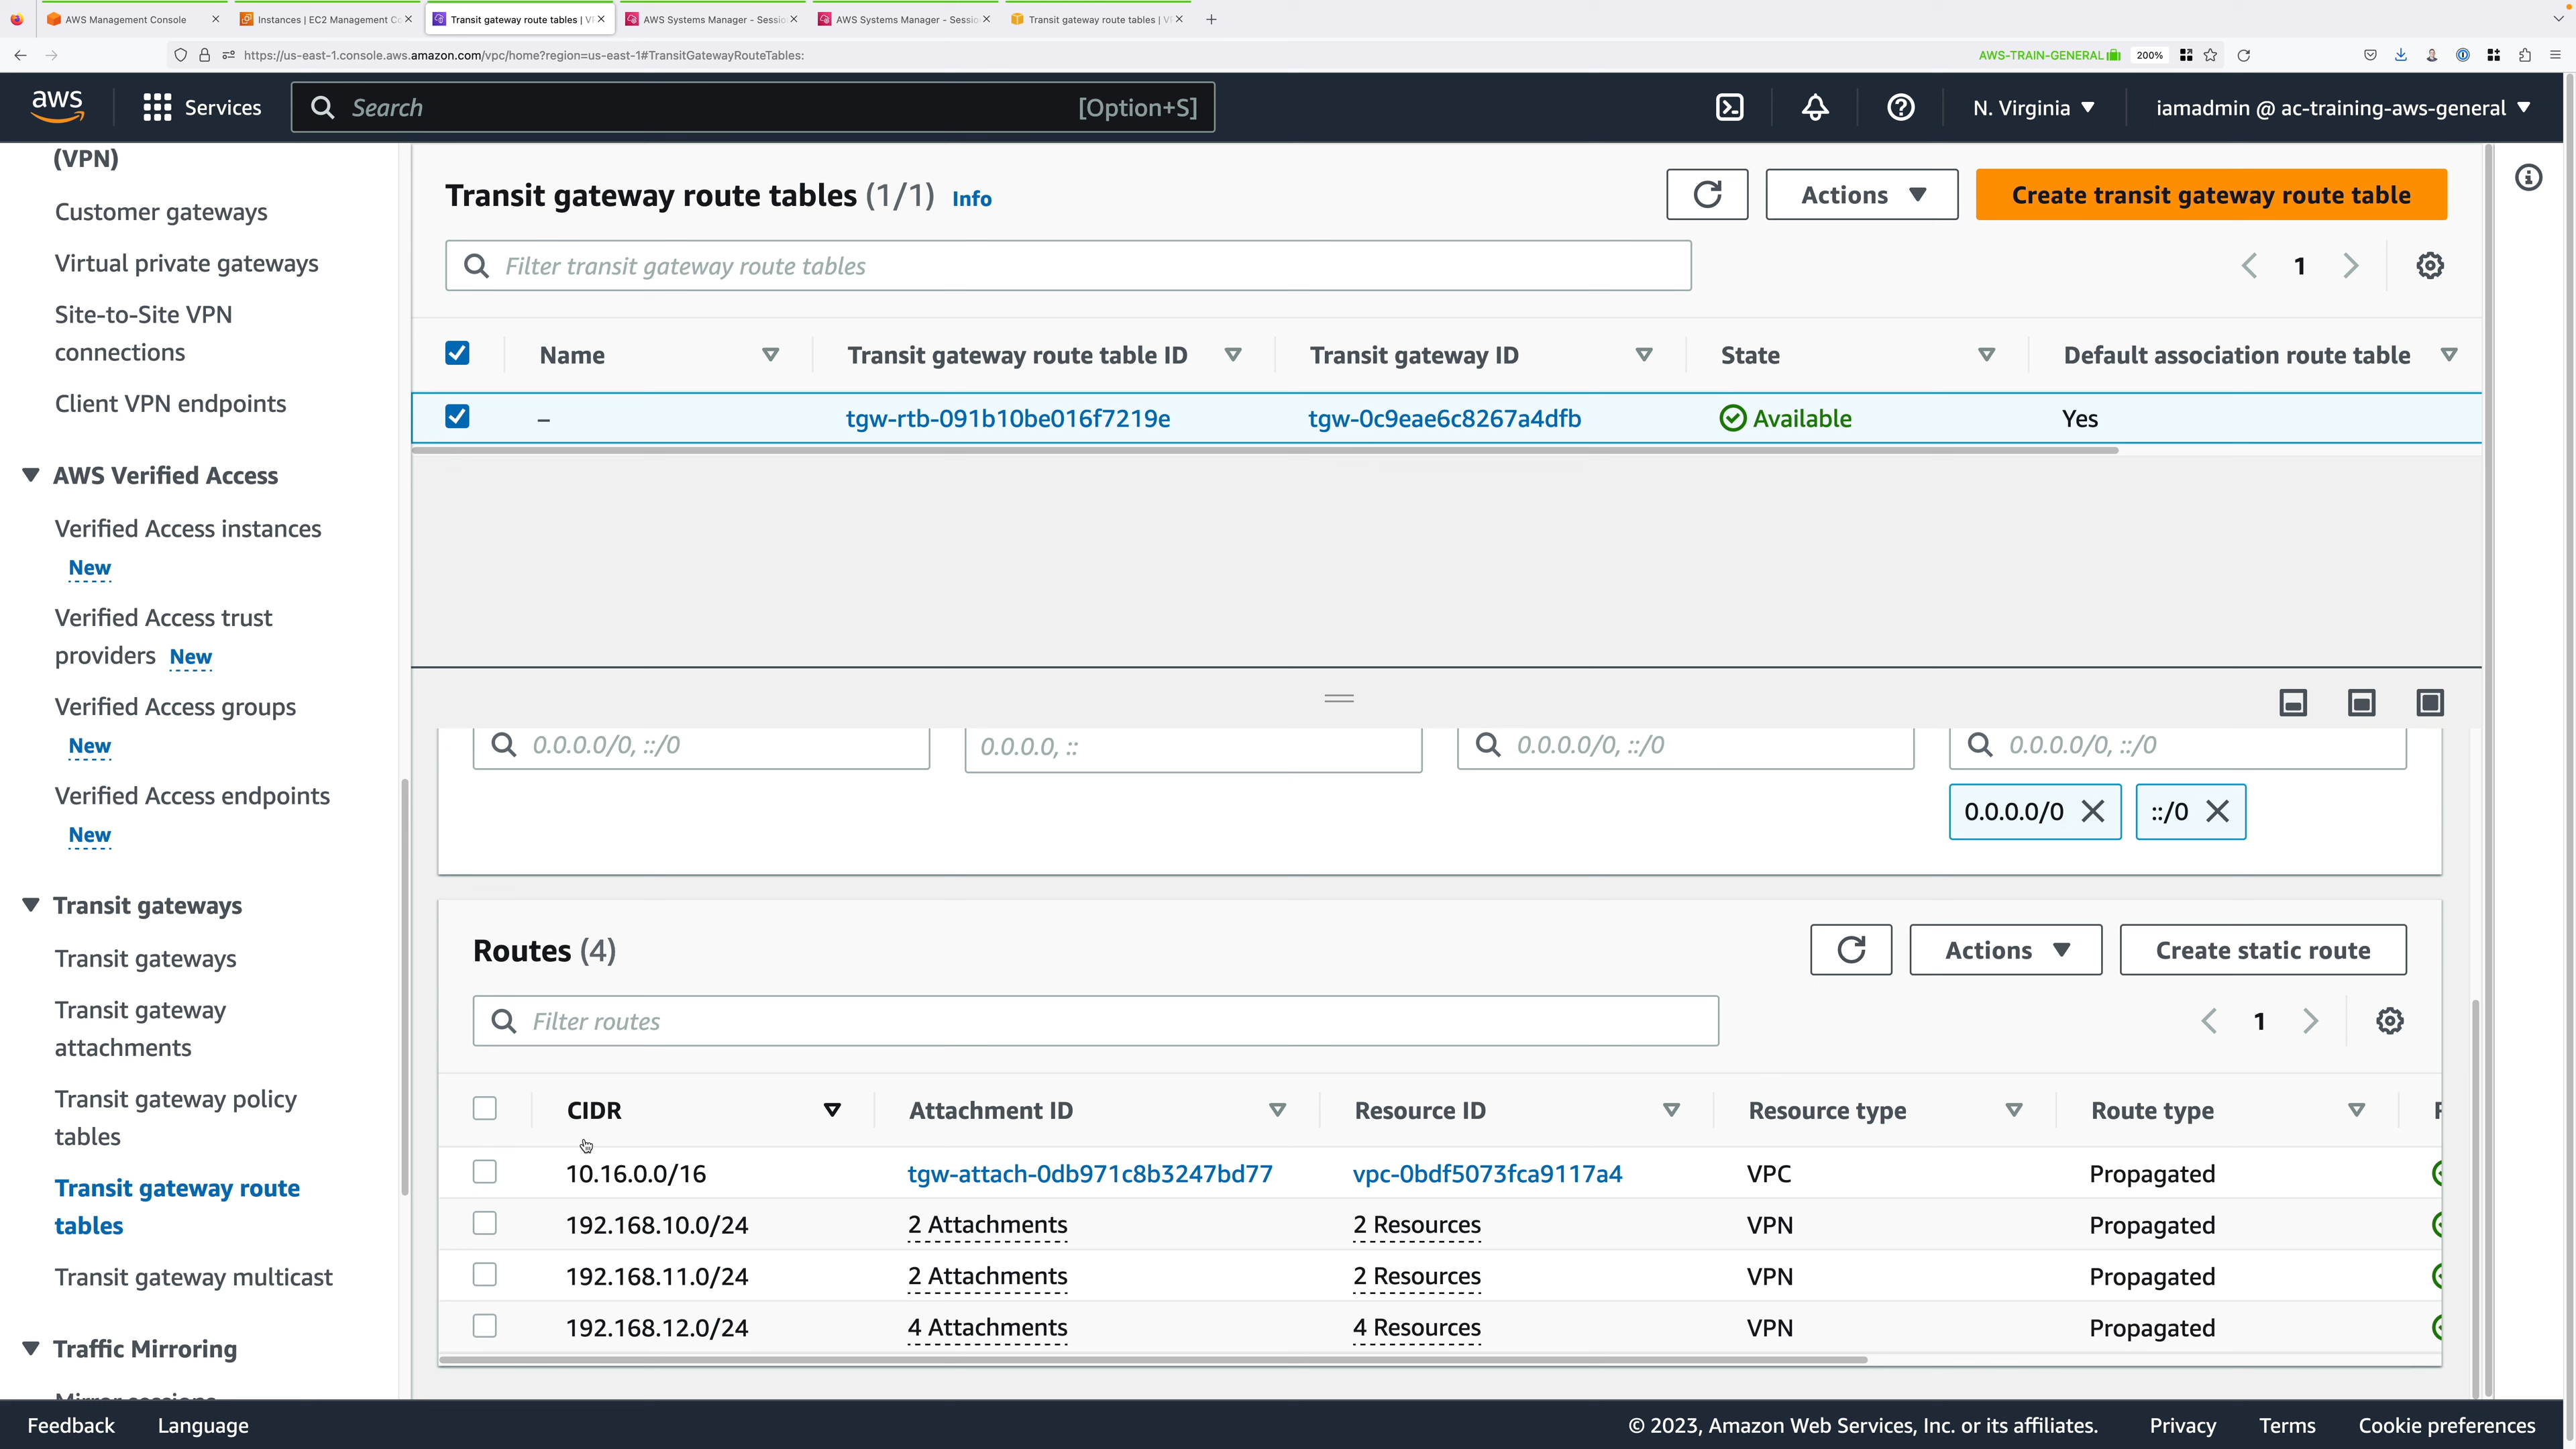 AWS Management Console
Instances | EC2 Management Co
Transit gateway route tables | VP
AWS Systems Manager - Sessio
AWS Systems Manager - Sessio
Transit gateway route tables | VP
https://us-east-1.console.aws.amazon.com/vpc/home?region=us-east-1#TransitGatewayRouteTables:
AWS-TRAIN-GENERAL
200%
aws
Services
Search
[Option+S]
N. Virginia
iamadmin @ ac-training-aws-general
(VPN)
Customer gateways
Virtual private gateways
Site-to-Site VPN
connections
Client VPN endpoints
AWS Verified Access
Verified Access instances
New
Verified Access trust
providers New
Verified Access groups
New
Verified Access endpoints
New
Transit gateways
Transit gateways
Transit gateway
attachments
Transit gateway policy
tables
Transit gateway route
tables
Transit gateway multicast
Traffic Mirroring
Mirror sessions
Transit gateway route tables (1/1) Info
Actions
Create transit gateway route table
Filter transit gateway route tables
1
Name Transit gateway route table ID Transit gateway ID State Default association route table
– tgw-rtb-091b10be016f7219e tgw-0c9eae6c8267a4dfb Available Yes
0.0.0.0/0, ::/0 0.0.0.0, :: 0.0.0.0/0, ::/0 0.0.0.0/0, ::/0
0.0.0.0/0 ::/0
Routes (4)
Actions
Create static route
Filter routes
1
CIDR Attachment ID Resource ID Resource type Route type
10.16.0.0/16 tgw-attach-0db971c8b3247bd77 vpc-0bdf5073fca9117a4 VPC Propagated
192.168.10.0/24 2 Attachments 2 Resources VPN Propagated
192.168.11.0/24 2 Attachments 2 Resources VPN Propagated
192.168.12.0/24 4 Attachments 4 Resources VPN Propagated
Feedback Language © 2023, Amazon Web Services, Inc. or its affiliates. Privacy Terms Cookie preferences